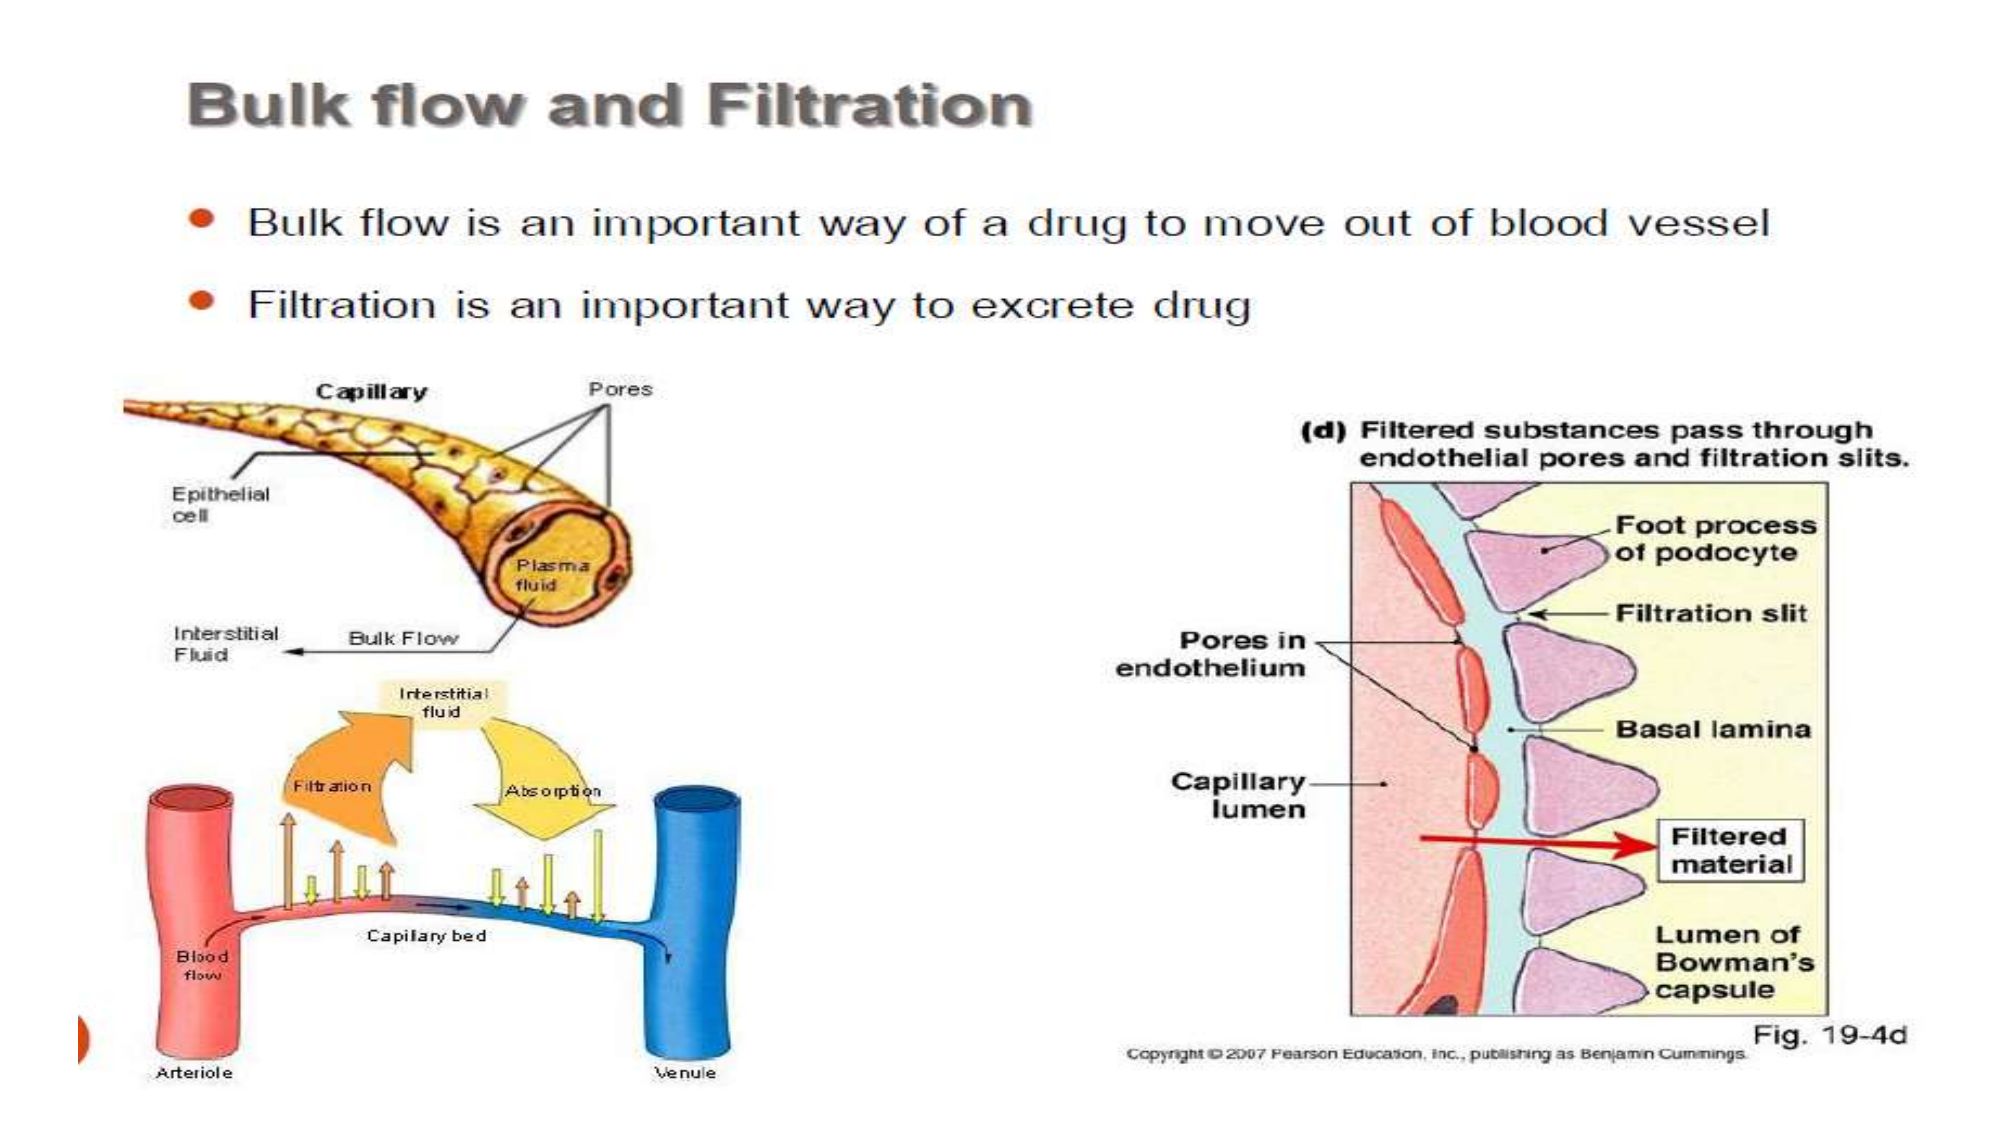 Bulk flow and Filtration
Bulk flow is an important way of a drug to move out of blood vessel
Filtration is an important way to excrete drug
Capillary
Pores
Epithelial
cell
Plasma
fluid
Interstitial
Fluid
Bulk Flow
Interstitial
fluid
Filtration
Absorption
Capillary bed
Blood
flow
Arteriole
Venule
(d) Filtered substances pass through
endothelial pores and filtration slits.
Foot process
of podocyte
Filtration slit
Pores in
endothelium
Basal lamina
Capillary
lumen
Filtered
material
Lumen of
Bowman's
capsule
Fig. 19-4d
Copyright © 2007 Pearson Education, Inc., publishing as Benjamin Cummings.